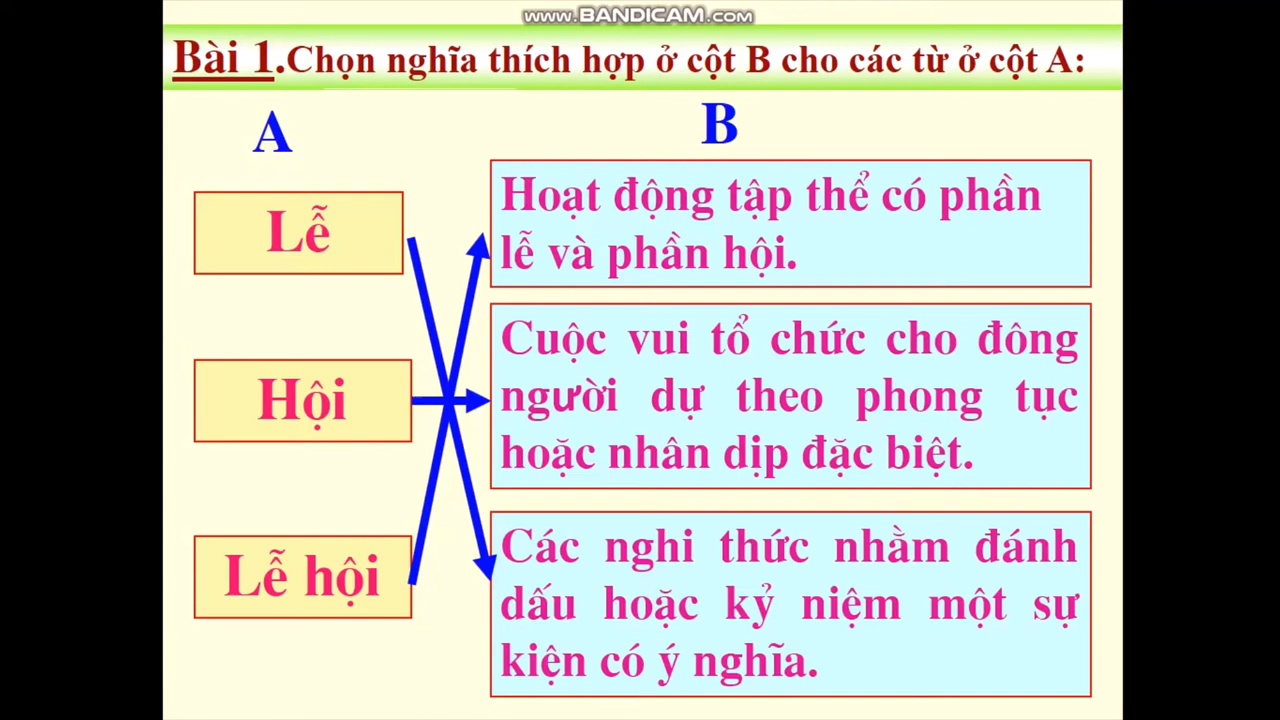 www.BANDICAM.com
Bài 1.Chọn nghĩa thích hợp ở cột B cho các từ ở cột A:
A
B
Lễ
Hoạt động tập thể có phần
lễ và phần hội.
Hội
Cuộc vui tổ chức cho đông
người dự theo phong tục
hoặc nhân dịp đặc biệt.
Lễ hội
Các nghi thức nhằm đánh
dấu hoặc kỷ niệm một sự
kiện có ý nghĩa.